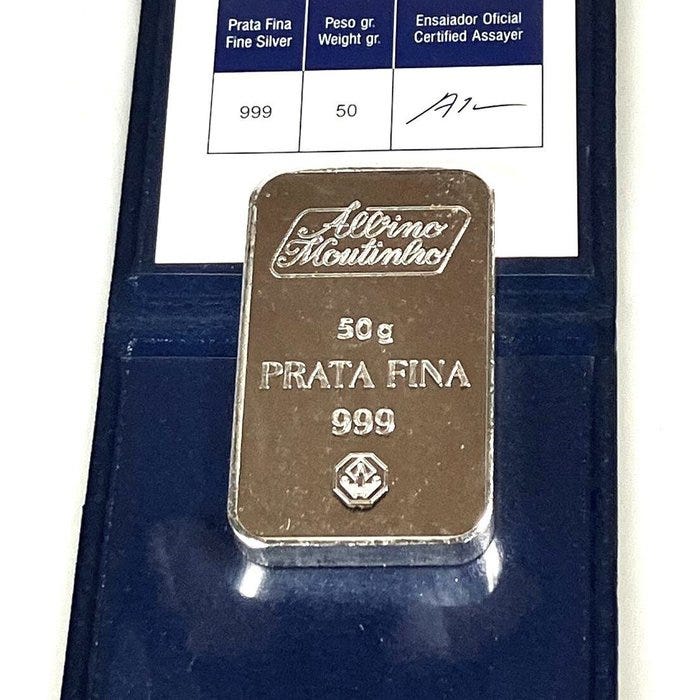 Prata Fina Peso gr. Ensaiador Oficial
Fine Silver Weight gr. Certified Assayer
999 50
Albino
Moutinho
50g
PRATA FINA
999